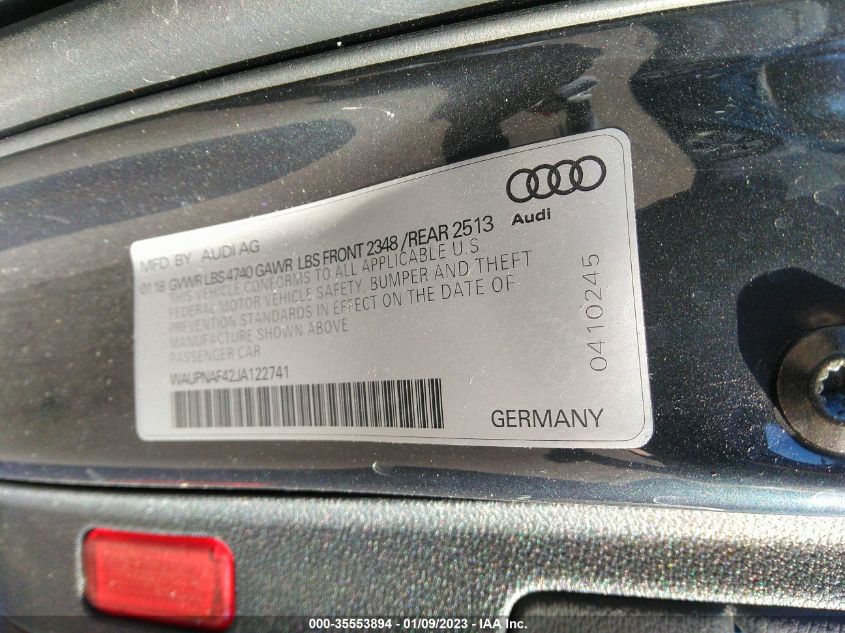 Audi
MFD. BY AUDI AG
01.18 GVWR LBS 4740 GAWR LBS FRONT 2348 / REAR 2513
THIS VEHICLE CONFORMS TO ALL APPLICABLE U.S.
FEDERAL MOTOR VEHICLE SAFETY, BUMPER AND THEFT
PREVENTION STANDARDS IN EFFECT ON THE DATE OF
MANUFACTURE SHOWN ABOVE
PASSENGER CAR
WAUPNAF42JA122741
0410245
GERMANY
000-35553894 - 01/09/2023 - IAA Inc.